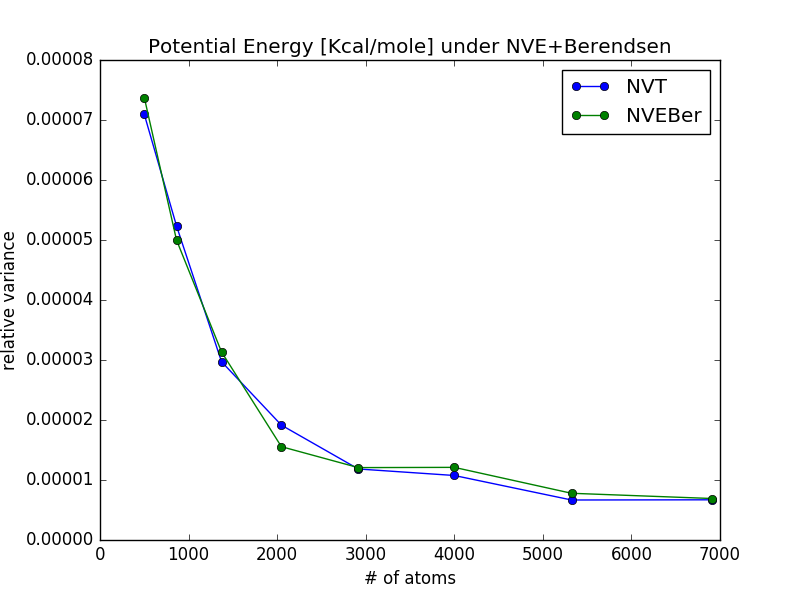 Potential Energy [Kcal/mole] under NVE+Berendsen
0.00008
0.00007
0.00006
0.00005
0.00004
0.00003
0.00002
0.00001
0.00000
relative variance
NVT
NVEBer
0 1000 2000 3000 4000 5000 6000 7000
# of atoms